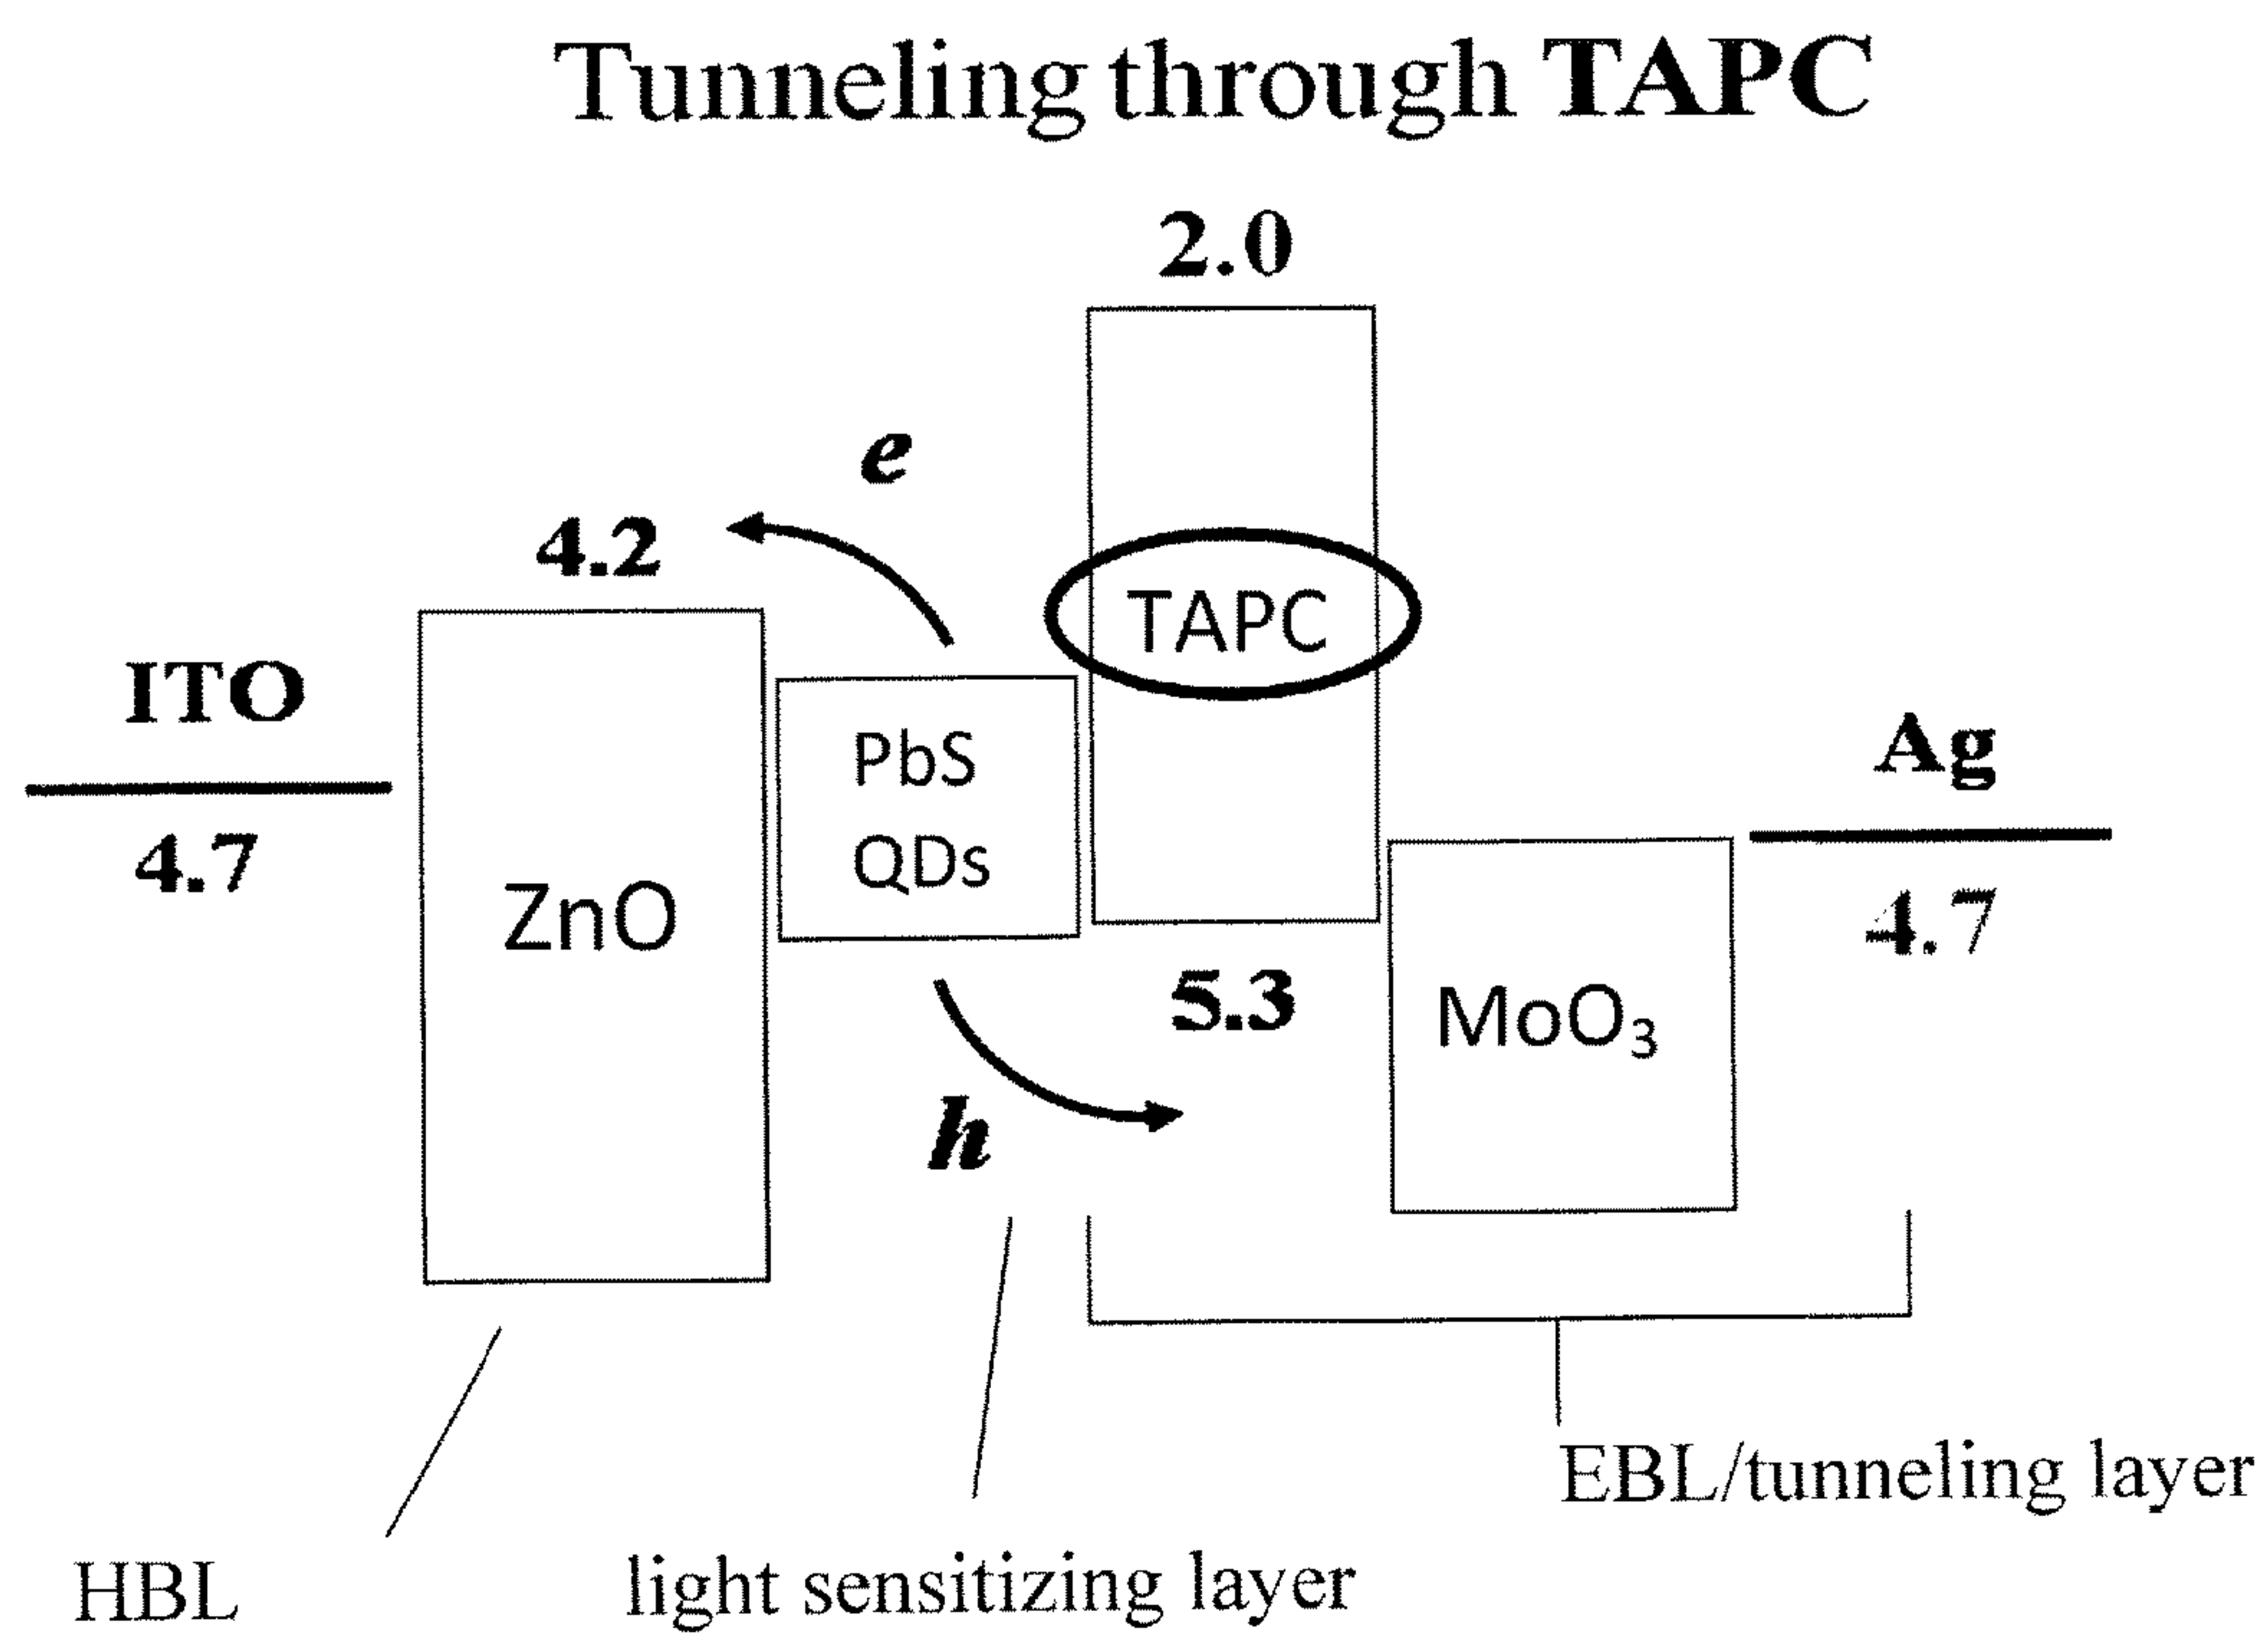 Tunneling through TAPC
2.0
e
4.2
TAPC
ITO
4.7
PbS
QDs
Ag
4.7
ZnO
5.3
MoO₃
h
EBL/tunneling layer
HBL
light sensitizing layer